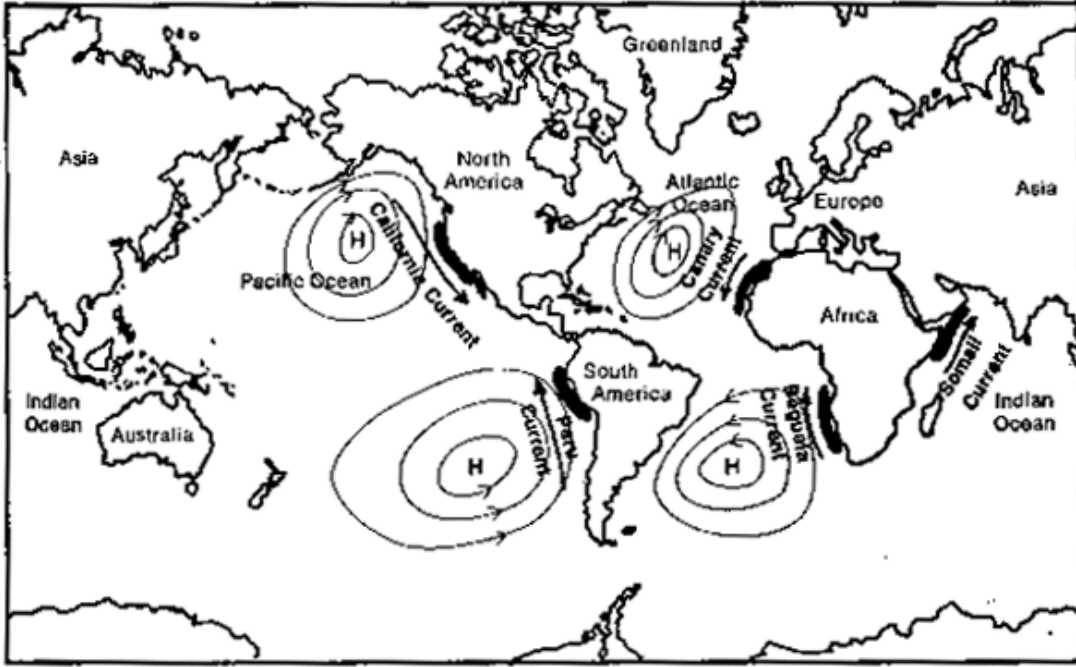 Greenland
Asia
North
America
Atlantic
Ocean
Europe
Asia
H
H
California Current
Canary
Current
Pacific Ocean
Africa
Somali
Current
South
America
Indian
Ocean
Australia
Peru
Current
H
Benguela
Current
H
Indian
Ocean